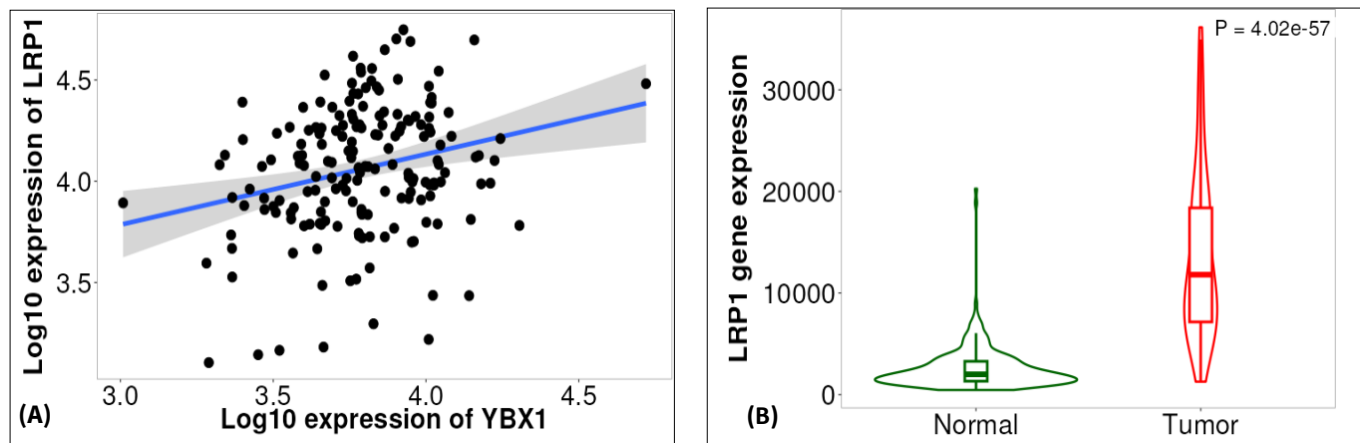 Log10 expression of LRP1
4.5
4.0
3.5
3.0
3.5
4.0
4.5
(A)
Log10 expression of YBX1
P = 4.02e-57
LRP1 gene expression
30000
20000
10000
0
Normal
Tumor
(B)